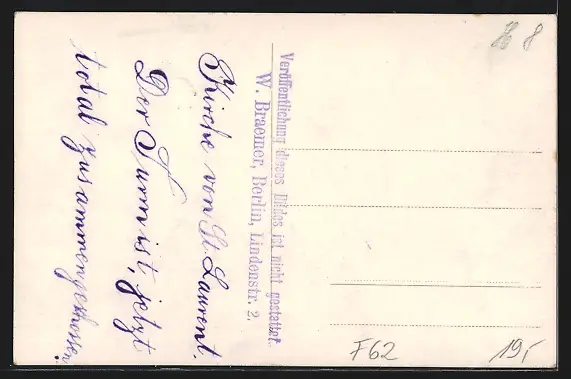 Kirche von St Laurent.
Der Turm ist jetzt
total zusammengeschossen!
Veröffentlichung dieses Bildes ist nicht gestattet.
W. Braemer, Berlin, Lindenstr. 2.
8
F62
19,-